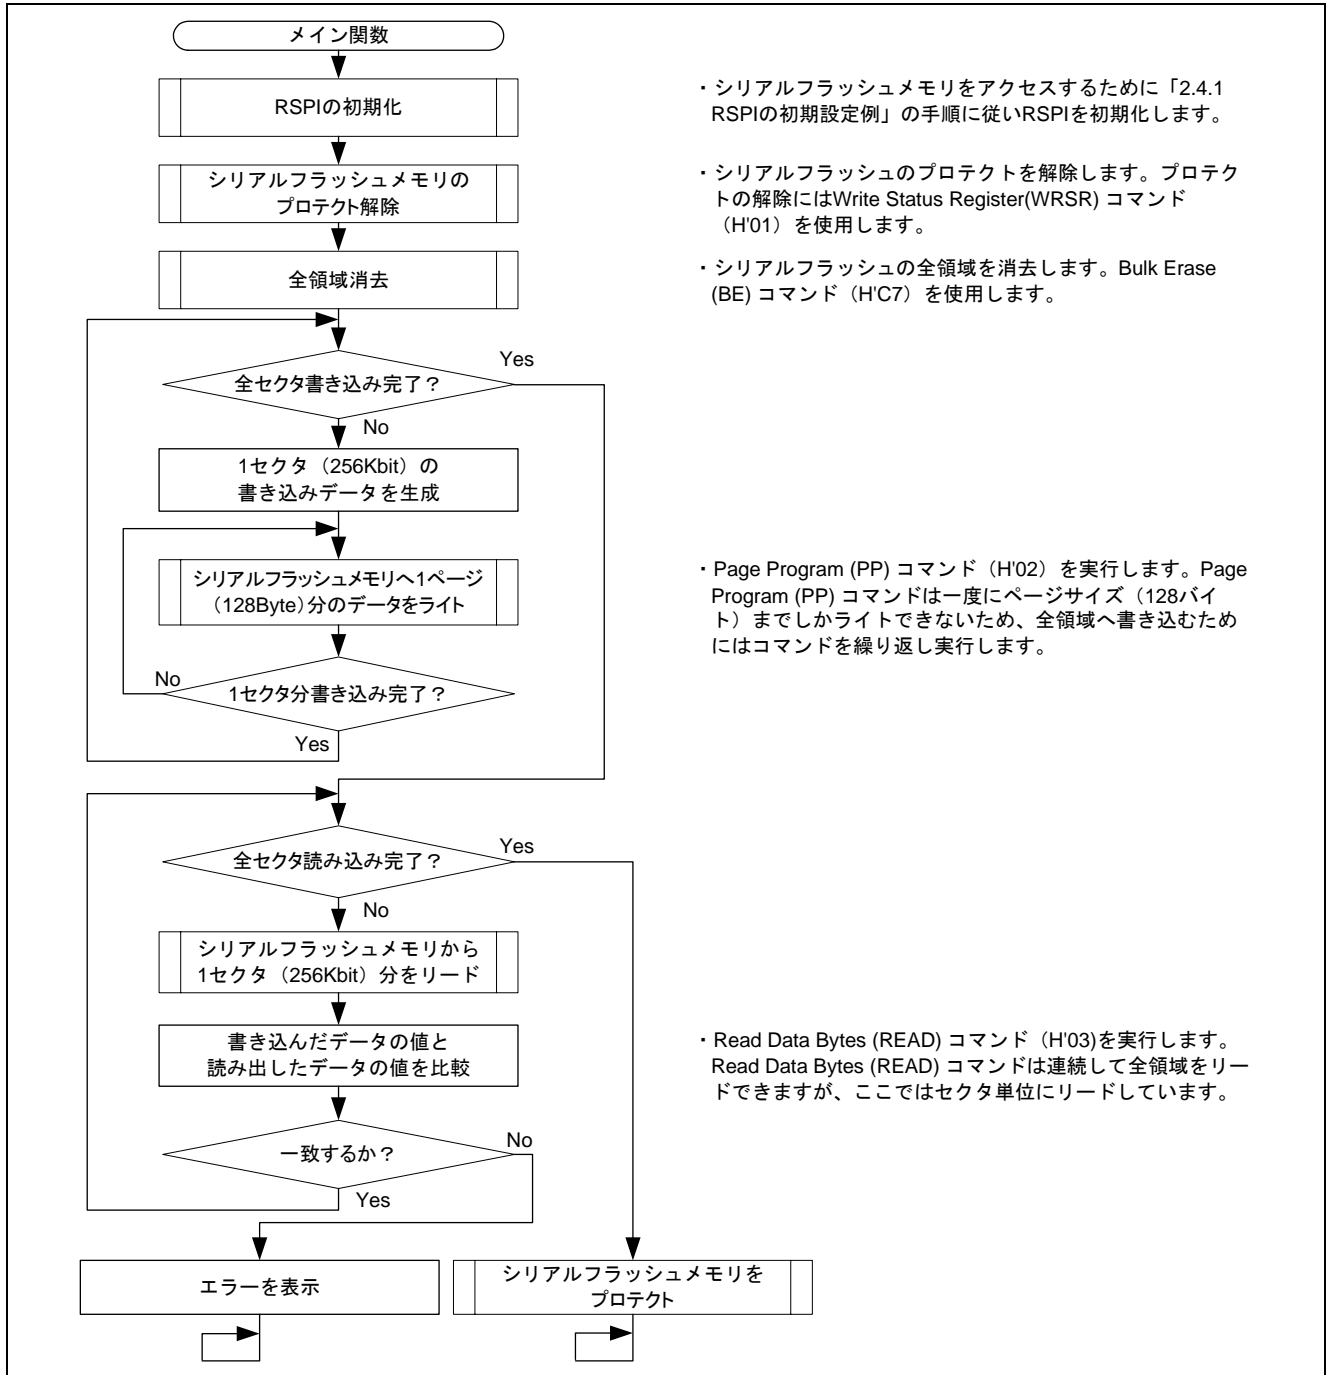 メイン関数
RSPIの初期化
・シリアルフラッシュメモリをアクセスするために「2.4.1
RSPIの初期設定例」の手順に従いRSPIを初期化します。
シリアルフラッシュメモリの
プロテクト解除
・シリアルフラッシュのプロテクトを解除します。プロテク
トの解除にはWrite Status Register(WRSR) コマンド
（H'01）を使用します。
全領域消去
・シリアルフラッシュの全領域を消去します。Bulk Erase
(BE) コマンド（H'C7）を使用します。
Yes
全セクタ書き込み完了？
No
1セクタ（256Kbit）の
書き込みデータを生成
シリアルフラッシュメモリへ1ページ
（128Byte）分のデータをライト
・Page Program (PP) コマンド（H'02）を実行します。Page
Program (PP) コマンドは一度にページサイズ（128バイ
ト）までしかライトできないため、全領域へ書き込むため
にはコマンドを繰り返し実行します。
No
1セクタ分書き込み完了？
Yes
全セクタ読み込み完了？
Yes
No
シリアルフラッシュメモリから
1セクタ（256Kbit）分をリード
書き込んだデータの値と
読み出したデータの値を比較
・Read Data Bytes (READ) コマンド（H'03)を実行します。
Read Data Bytes (READ) コマンドは連続して全領域をリー
ドできますが、ここではセクタ単位にリードしています。
一致するか？
No
Yes
エラーを表示
シリアルフラッシュメモリを
プロテクト